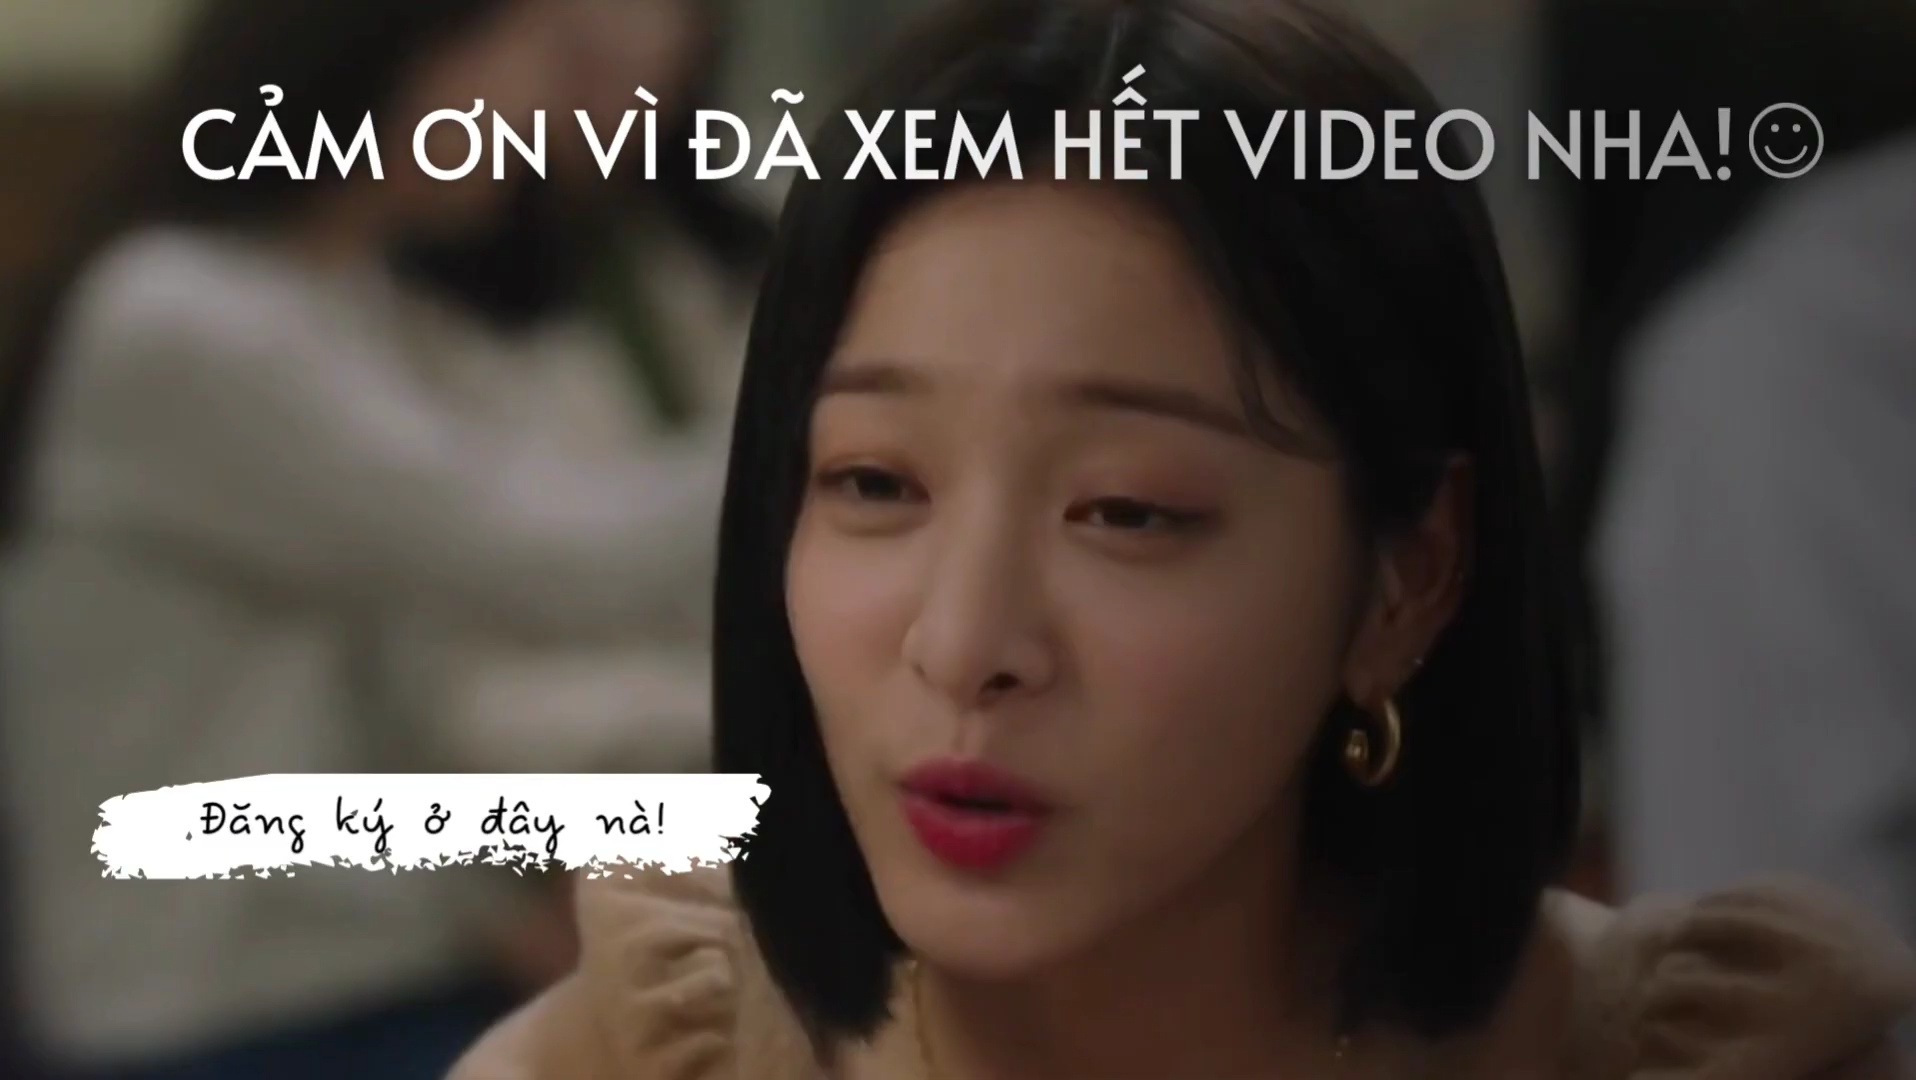 CẢM ƠN VÌ ĐÃ XEM HẾT VIDEO NHA!☺
Đăng ký ở đây nà!